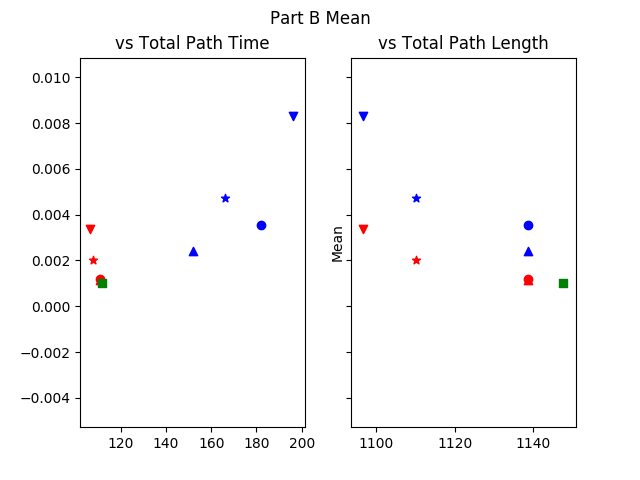 Part B Mean
vs Total Path Time
vs Total Path Length
0.010
0.008
0.006
0.004
0.002
0.000
−0.002
−0.004
Mean
120 140 160 180 200
1100 1120 1140